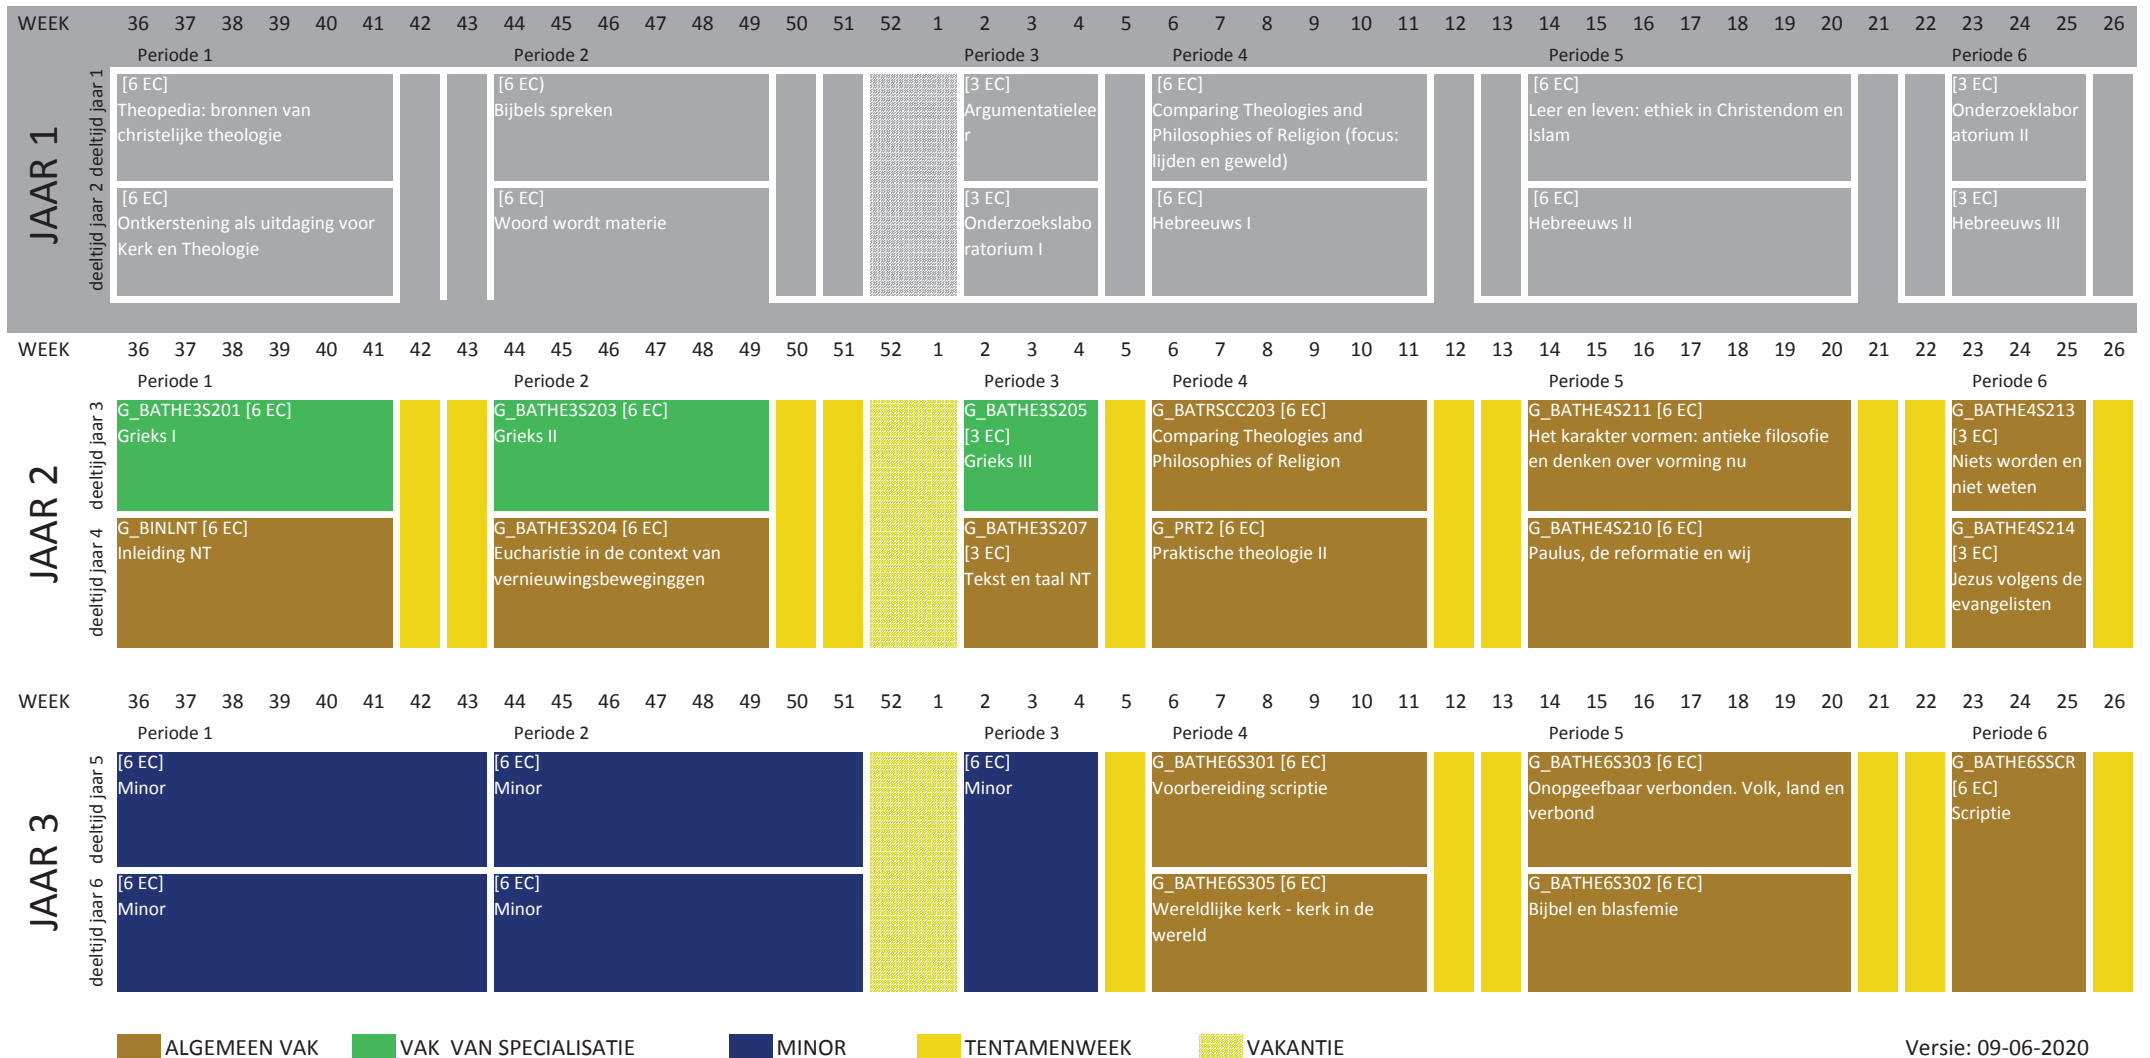 WEEK 36 37 38 39 40 41 42 43 44 45 46 47 48 49 50 51 52 1 2 3 4 5 6 7 8 9 10 11 12 13 14 15 16 17 18 19 20 21 22 23 24 25 26
Periode 1 Periode 2 Periode 3 Periode 4 Periode 5 Periode 6
JAAR 1
deeltijd jaar 1
[6 EC]
Theopedia: bronnen van
christelijke theologie
[6 EC)
Bijbels spreken
[3 EC]
Argumentatielee
r
[6 EC]
Comparing Theologies and
Philosophies of Religion (focus:
lijden en geweld)
[6 EC]
Leer en leven: ethiek in Christendom en
Islam
[3 EC]
Onderzoeklabor
atorium II
deeltijd jaar 2
[6 EC]
Ontkerstening als uitdaging voor
Kerk en Theologie
[6 EC]
Woord wordt materie
[3 EC]
Onderzoekslabo
ratorium I
[6 EC]
Hebreeuws I
[6 EC]
Hebreeuws II
[3 EC]
Hebreeuws III
WEEK 36 37 38 39 40 41 42 43 44 45 46 47 48 49 50 51 52 1 2 3 4 5 6 7 8 9 10 11 12 13 14 15 16 17 18 19 20 21 22 23 24 25 26
Periode 1 Periode 2 Periode 3 Periode 4 Periode 5 Periode 6
JAAR 2
deeltijd jaar 3
G_BATHE3S201 [6 EC]
Grieks I
G_BATHE3S203 [6 EC]
Grieks II
G_BATHE3S205
[3 EC]
Grieks III
G_BATRSCC203 [6 EC]
Comparing Theologies and
Philosophies of Religion
G_BATHE4S211 [6 EC]
Het karakter vormen: antieke filosofie
en denken over vorming nu
G_BATHE4S213
[3 EC]
Niets worden en
niet weten
deeltijd jaar 4
G_BINLNT [6 EC]
Inleiding NT
G_BATHE3S204 [6 EC]
Eucharistie in de context van
vernieuwingsbeweginggen
G_BATHE3S207
[3 EC]
Tekst en taal NT
G_PRT2 [6 EC]
Praktische theologie II
G_BATHE4S210 [6 EC]
Paulus, de reformatie en wij
G_BATHE4S214
[3 EC]
Jezus volgens de
evangelisten
WEEK 36 37 38 39 40 41 42 43 44 45 46 47 48 49 50 51 52 1 2 3 4 5 6 7 8 9 10 11 12 13 14 15 16 17 18 19 20 21 22 23 24 25 26
Periode 1 Periode 2 Periode 3 Periode 4 Periode 5 Periode 6
JAAR 3
deeltijd jaar 5
[6 EC]
Minor
[6 EC]
Minor
[6 EC]
Minor
G_BATHE6S301 [6 EC]
Voorbereiding scriptie
G_BATHE6S303 [6 EC]
Onopgeefbaar verbonden. Volk, land en
verbond
G_BATHE6SSCR
[6 EC]
Scriptie
deeltijd jaar 6
[6 EC]
Minor
[6 EC]
Minor
G_BATHE6S305 [6 EC]
Wereldlijke kerk - kerk in de
wereld
G_BATHE6S302 [6 EC]
Bijbel en blasfemie
ALGEMEEN VAK VAK VAN SPECIALISATIE MINOR TENTAMENWEEK VAKANTIE Versie: 09-06-2020